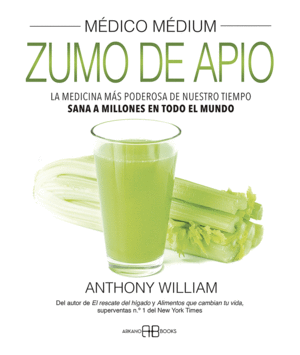 MÉDICO MÉDIUM
ZUMO DE APIO
LA MEDICINA MÁS PODEROSA DE NUESTRO TIEMPO
SANA A MILLONES EN TODO EL MUNDO
ANTHONY WILLIAM
Del autor de El rescate del hígado y Alimentos que cambian tu vida,
superventas n.º 1 del New York Times
ARKANO BOOKS